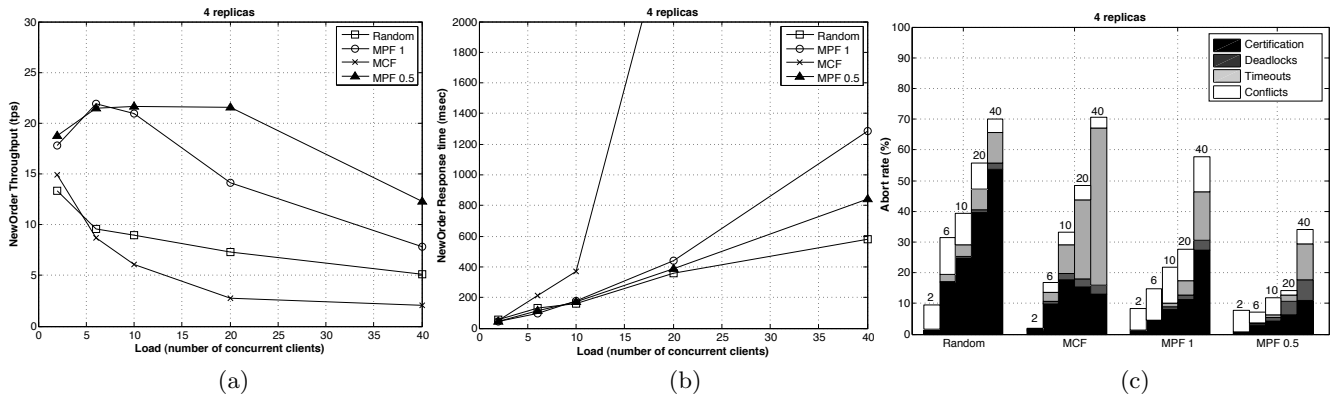 4 replicas
30
25
20
15
10
5
0
NewOrder Throughput (tps)
0 5 10 15 20 25 30 35 40
Load (number of concurrent clients)
Random
MPF 1
MCF
MPF 0.5
(a)
4 replicas
2000
1800
1600
1400
1200
1000
800
600
400
200
0
NewOrder Response time (msec)
0 5 10 15 20 25 30 35 40
Load (number of concurrent clients)
Random
MPF 1
MCF
MPF 0.5
(b)
4 replicas
100
90
80
70
60
50
40
30
20
10
0
Abort rate (%)
Certification
Deadlocks
Timeouts
Conflicts
2 6 10 20 40
2 6 10 20 40
2 6 10 20 40
2 6 10 20 40
Random MCF MPF 1 MPF 0.5
(c)